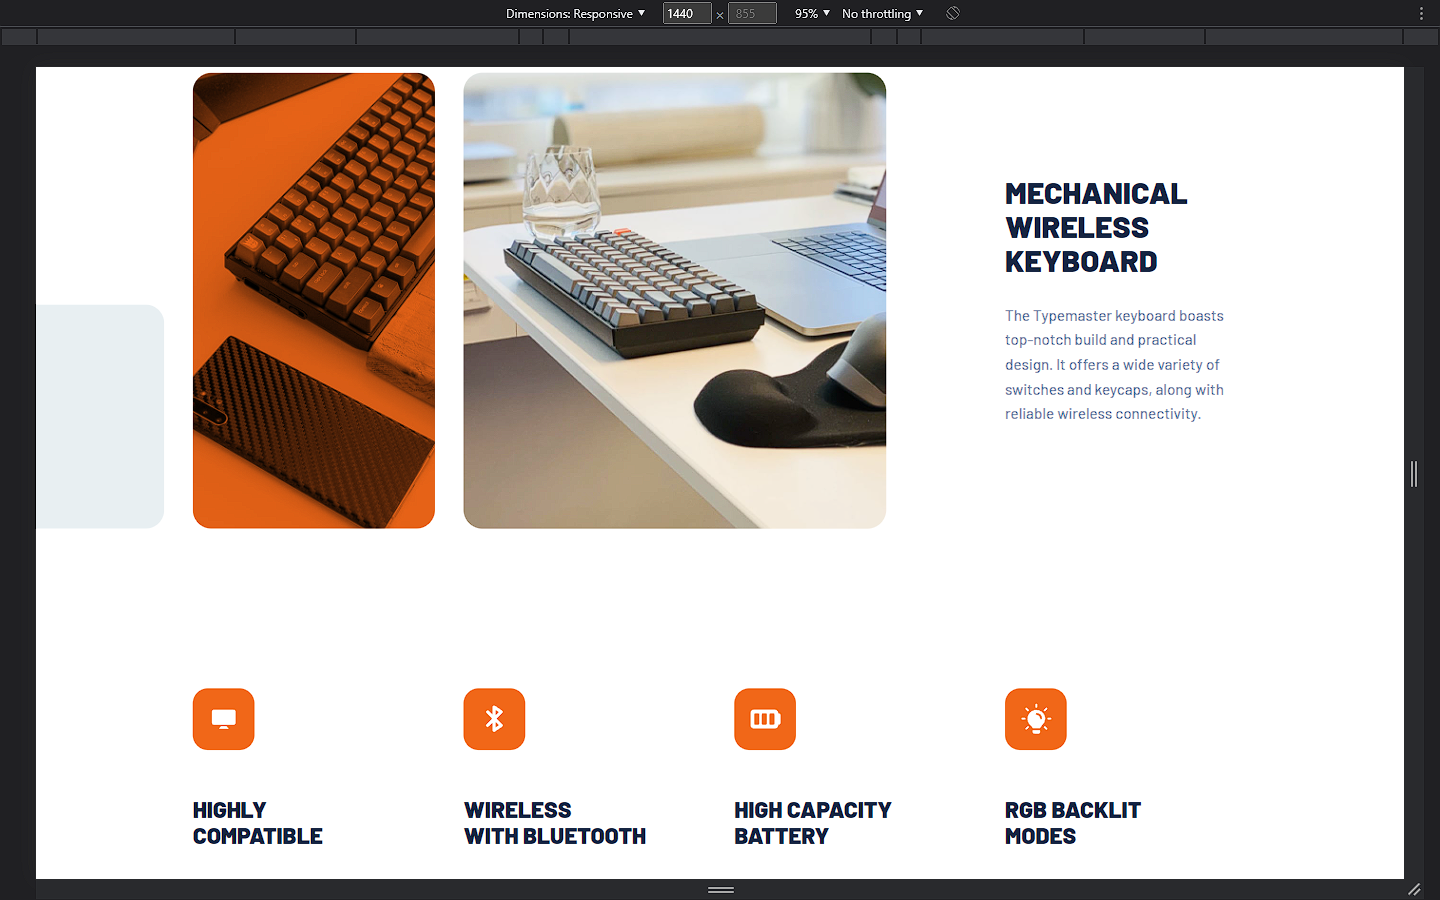 Dimensions: Responsive ▼ 1440 × 855 95% ▼ No throttling ▼
MECHANICAL
WIRELESS
KEYBOARD
The Typemaster keyboard boasts
top-notch build and practical
design. It offers a wide variety of
switches and keycaps, along with
reliable wireless connectivity.
HIGHLY
COMPATIBLE
WIRELESS
WITH BLUETOOTH
HIGH CAPACITY
BATTERY
RGB BACKLIT
MODES